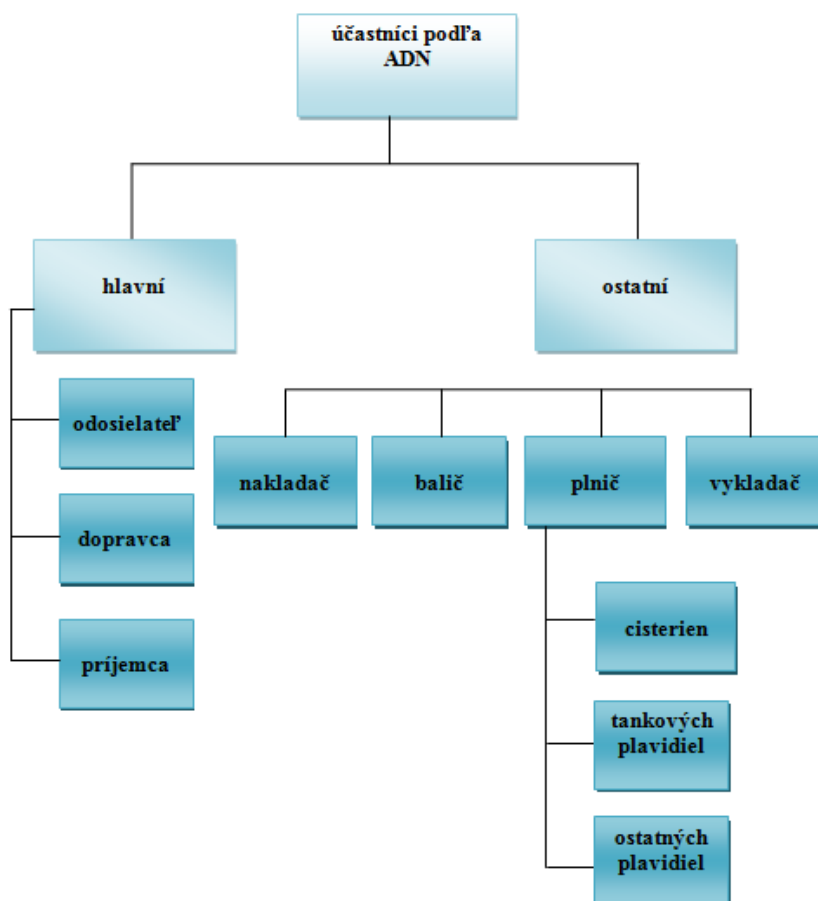 účastníci podľa
ADN
hlavní
ostatní
odosielateľ
dopravca
príjemca
nakladač
balič
plnič
vykladač
cisterien
tankových
plavidiel
ostatných
plavidiel